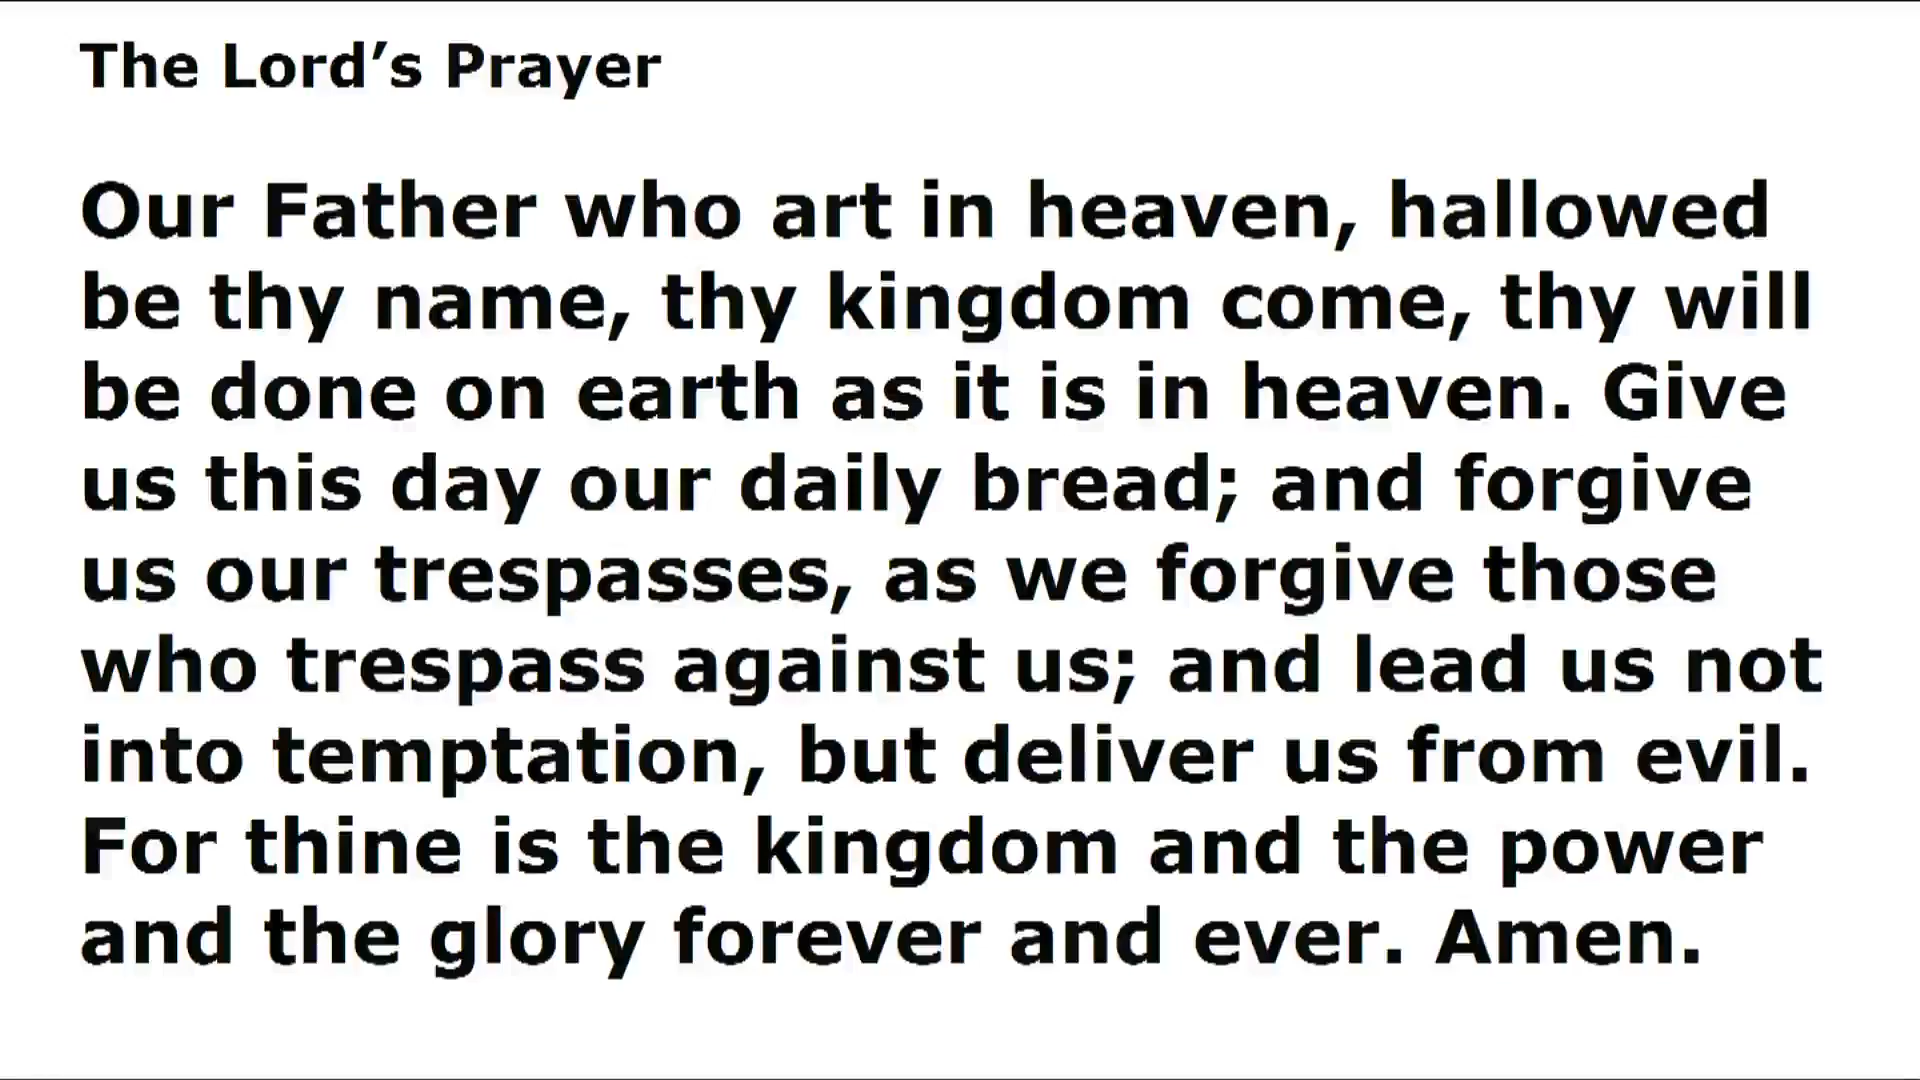 The Lord’s Prayer
Our Father who art in heaven, hallowed
be thy name, thy kingdom come, thy will
be done on earth as it is in heaven. Give
us this day our daily bread; and forgive
us our trespasses, as we forgive those
who trespass against us; and lead us not
into temptation, but deliver us from evil.
For thine is the kingdom and the power
and the glory forever and ever. Amen.